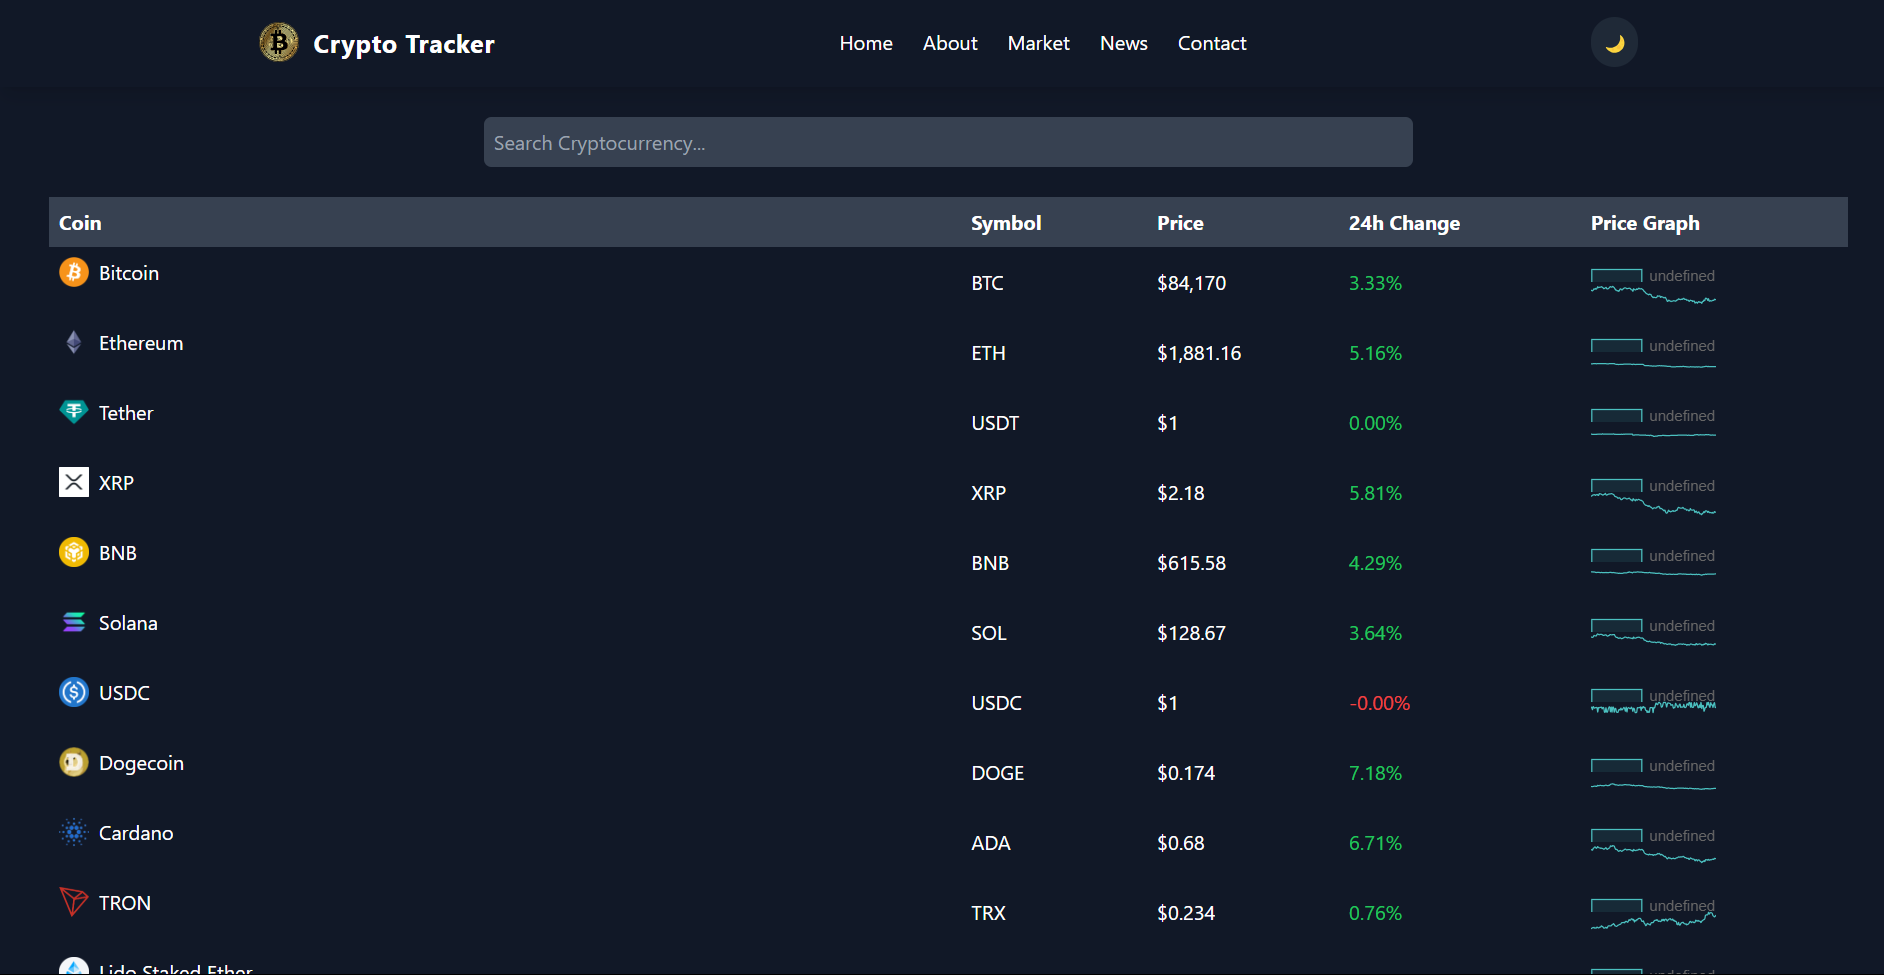 Crypto Tracker
Home About Market News Contact
Search Cryptocurrency...
Coin Symbol Price 24h Change Price Graph
Bitcoin BTC $84,170 3.33% undefined
Ethereum ETH $1,881.16 5.16% undefined
Tether USDT $1 0.00% undefined
XRP XRP $2.18 5.81% undefined
BNB BNB $615.58 4.29% undefined
Solana SOL $128.67 3.64% undefined
USDC USDC $1 -0.00% undefined
Dogecoin DOGE $0.174 7.18% undefined
Cardano ADA $0.68 6.71% undefined
TRON TRX $0.234 0.76% undefined
Lido Staked Ether undefined